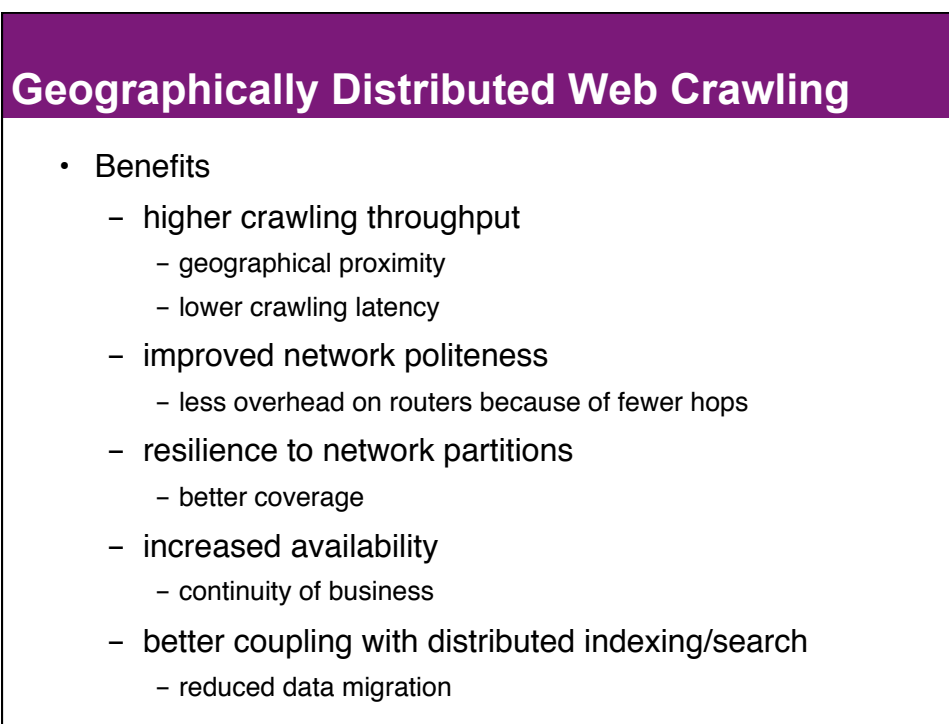 Geographically Distributed Web Crawling
• Benefits
– higher crawling throughput
– geographical proximity
– lower crawling latency
– improved network politeness
– less overhead on routers because of fewer hops
– resilience to network partitions
– better coverage
– increased availability
– continuity of business
– better coupling with distributed indexing/search
– reduced data migration